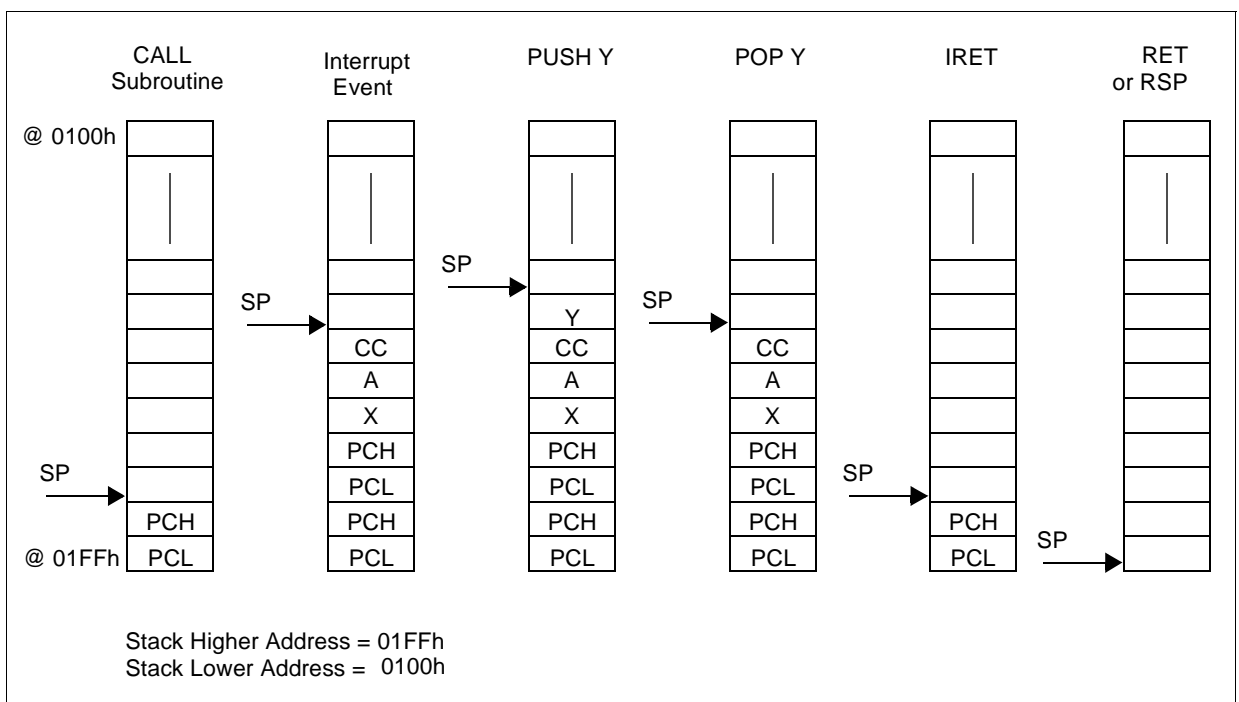 CALL
Subroutine
Interrupt
Event
PUSH Y
POP Y
IRET
RET
or RSP
@ 0100h
SP
SP
SP
Y
CC
CC
CC
A
A
A
X
X
X
PCH
PCH
PCH
SP
SP
PCL
PCL
PCL
PCH
PCH
PCH
PCH
PCH
SP
@ 01FFh
PCL
PCL
PCL
PCL
PCL
Stack Higher Address = 01FFh
Stack Lower Address = 0100h